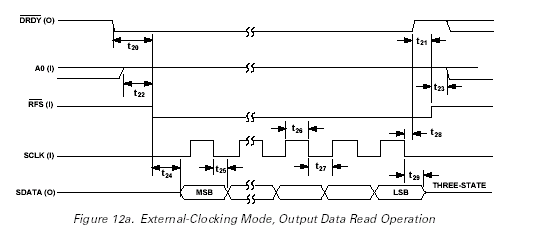 DRDY (O)
t20
t21
A0 (I)
t22
t23
RFS (I)
t26
t28
SCLK (I)
t24
t25
t27
t29
SDATA (O)
MSB
LSB
THREE-STATE
Figure 12a. External-Clocking Mode, Output Data Read Operation